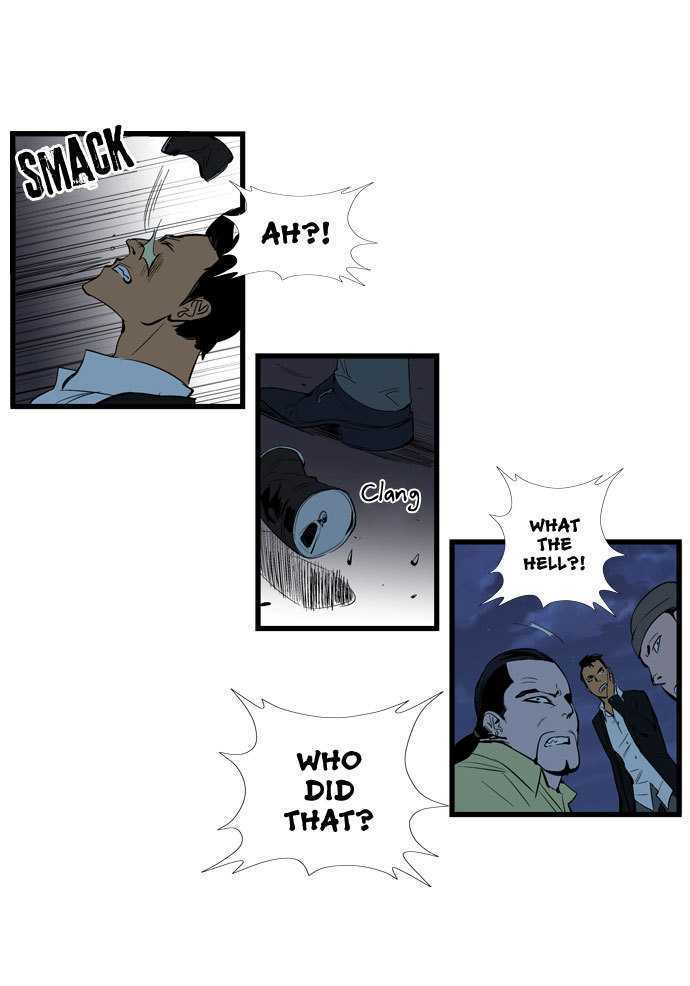 SMACK
AH?!
Clang
WHAT
THE
HELL?!
WHO
DID
THAT?